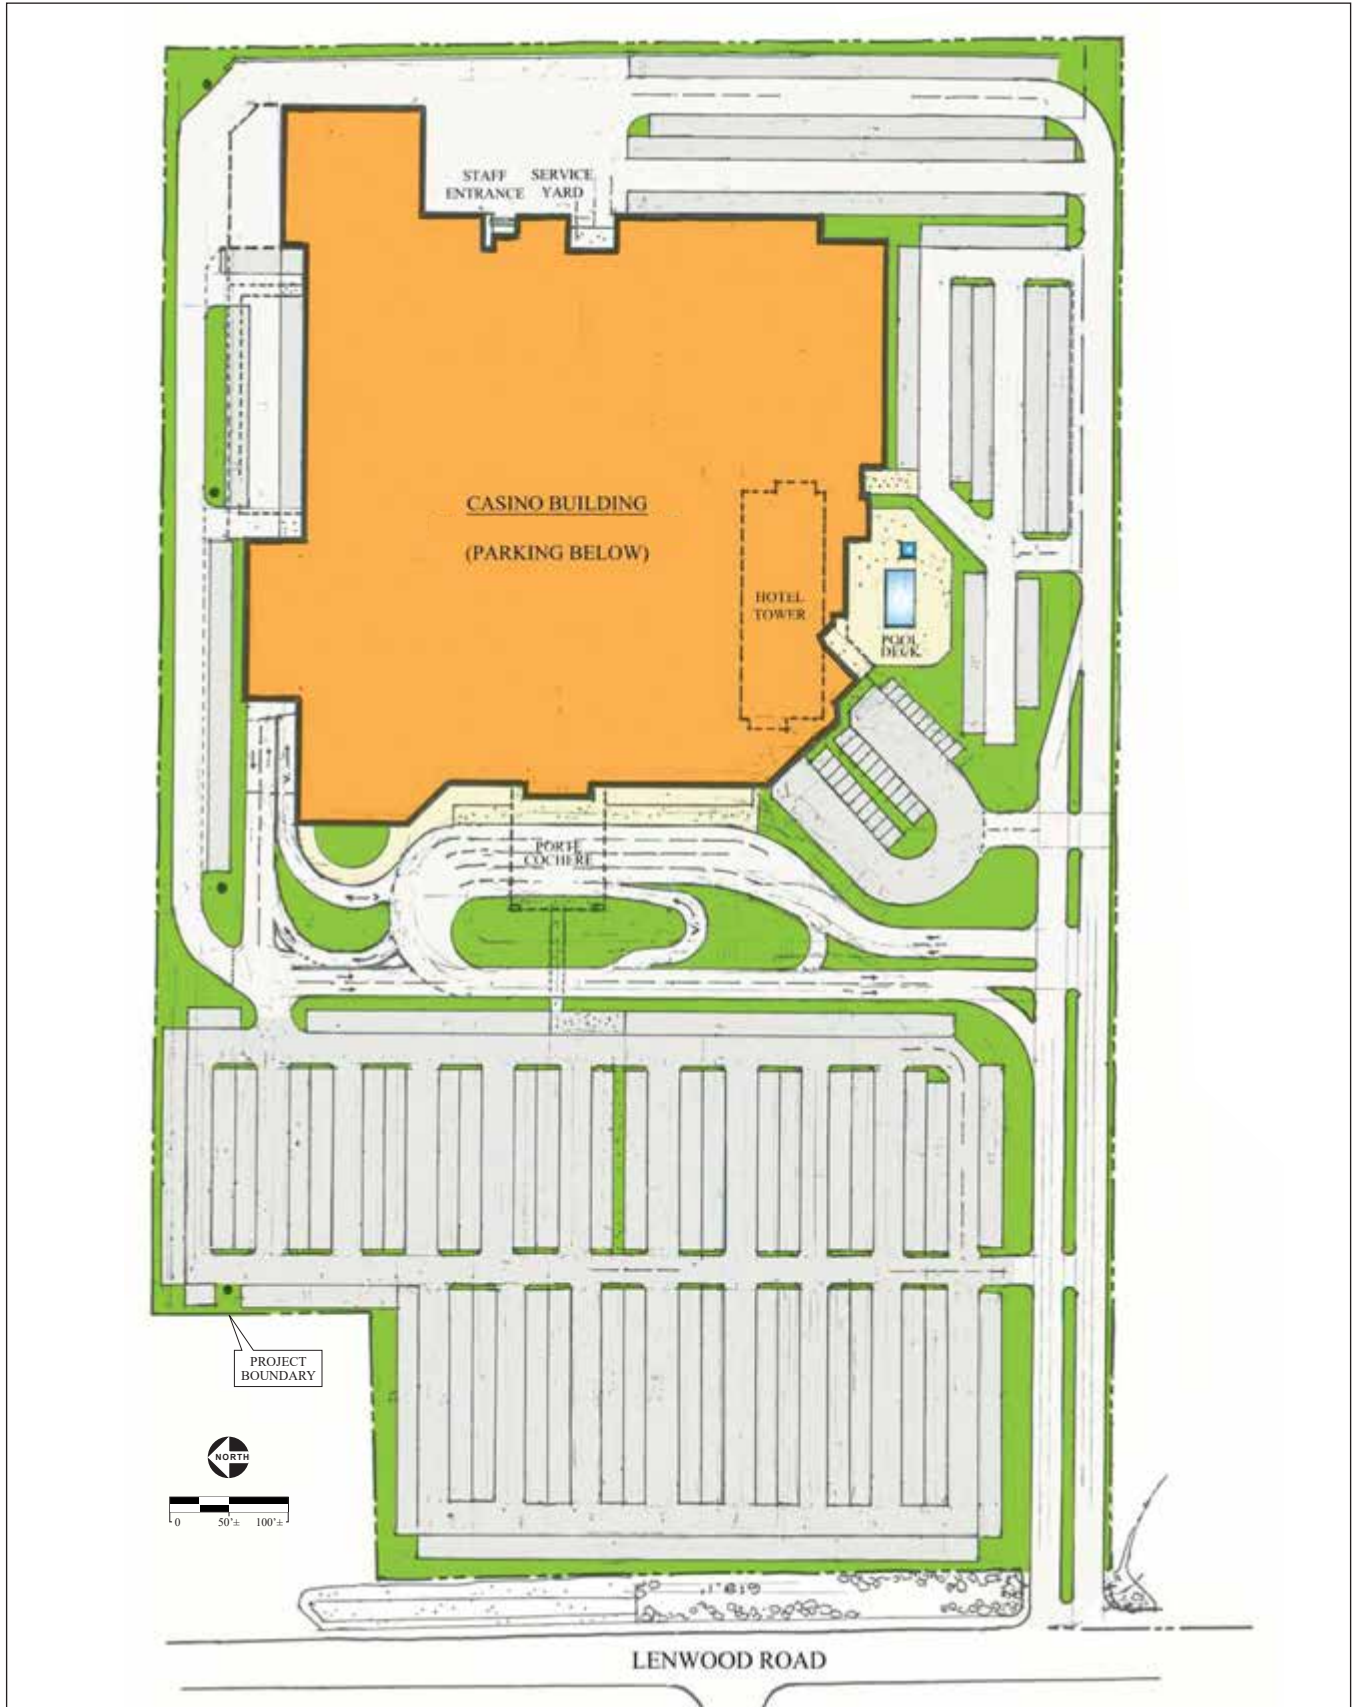 STAFF
ENTRANCE
SERVICE
YARD
CASINO BUILDING
(PARKING BELOW)
HOTEL
TOWER
POOL
DECK
PORTE
COCHERE
PROJECT
BOUNDARY
NORTH
0 50'± 100'±
LENWOOD ROAD